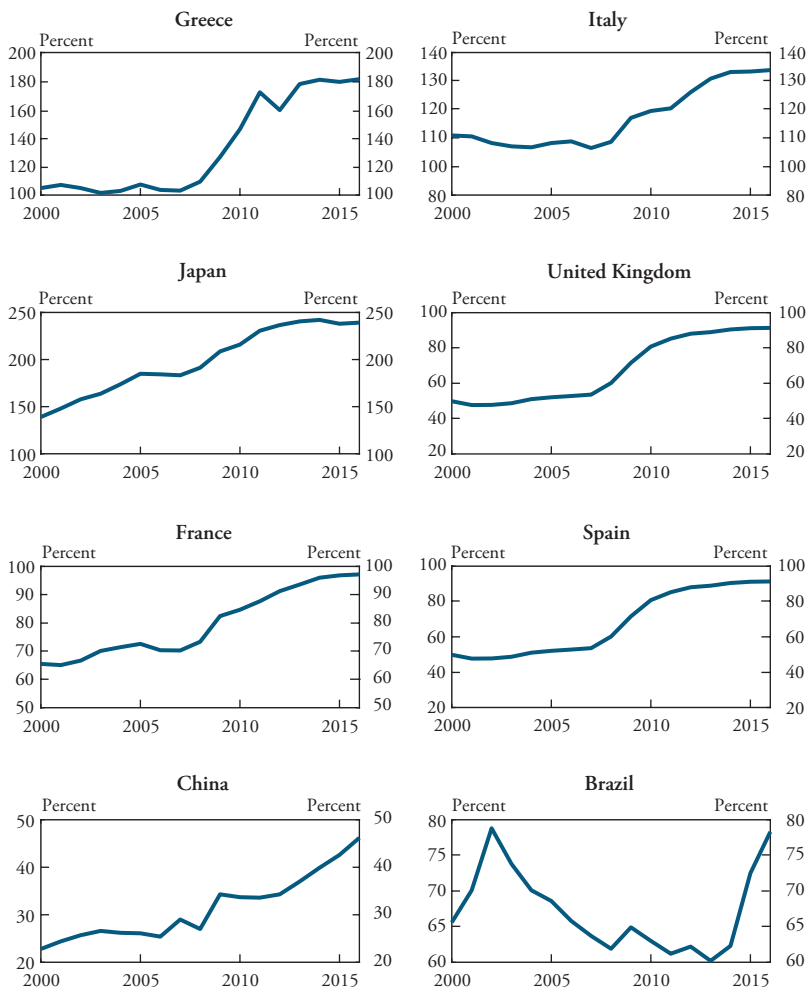 Greece
Percent Percent
200 200
180 180
160 160
140 140
120 120
100 100
2000 2005 2010 2015
Italy
Percent Percent
140 140
130 130
120 120
110 110
100 100
90 90
80 80
2000 2005 2010 2015
Japan
Percent Percent
250 250
200 200
150 150
100 100
2000 2005 2010 2015
United Kingdom
Percent Percent
100 100
80 80
60 60
40 40
20 20
2000 2005 2010 2015
France
Percent Percent
100 100
90 90
80 80
70 70
60 60
50 50
2000 2005 2010 2015
Spain
Percent Percent
100 100
80 80
60 60
40 40
20 20
2000 2005 2010 2015
China
Percent Percent
50 50
40 40
30 30
20 20
2000 2005 2010 2015
Brazil
Percent Percent
80 80
75 75
70 70
65 65
60 60
2000 2005 2010 2015